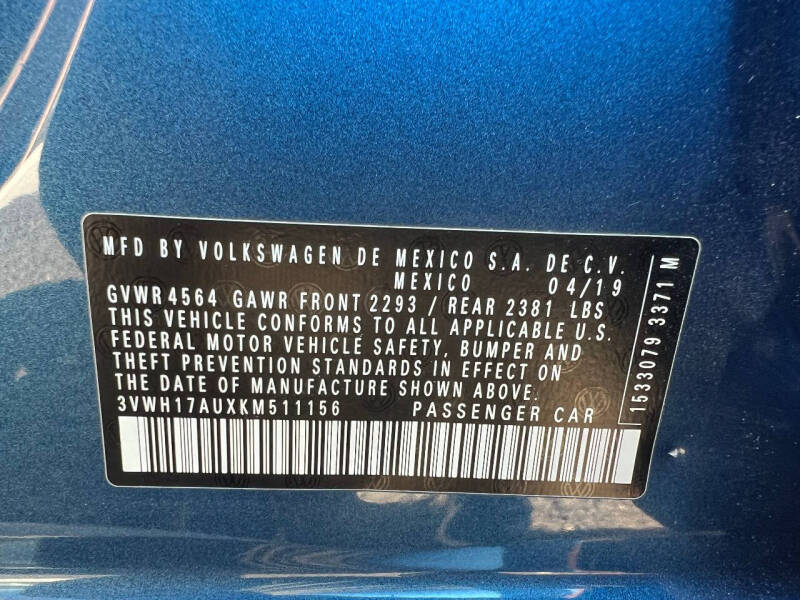 MFD BY VOLKSWAGEN DE MEXICO S.A. DE C.V.
MEXICO 04/19
GVWR 4564 GAWR FRONT 2293 / REAR 2381 LBS
THIS VEHICLE CONFORMS TO ALL APPLICABLE U.S.
FEDERAL MOTOR VEHICLE SAFETY, BUMPER AND
THEFT PREVENTION STANDARDS IN EFFECT ON
THE DATE OF MANUFACTURE SHOWN ABOVE.
3VWH17AUXKM511156 PASSENGER CAR
1533079 3371 M